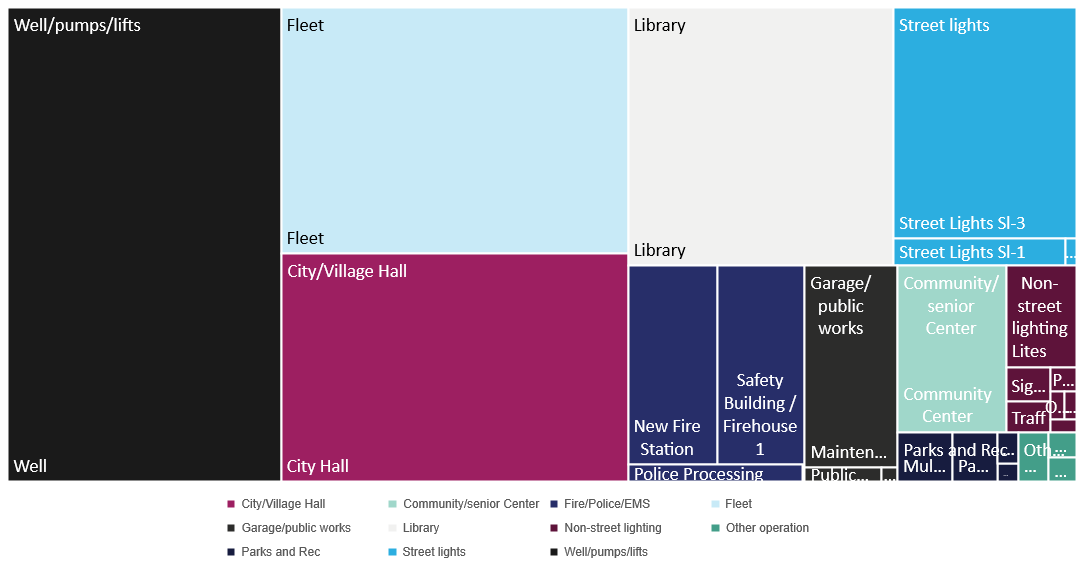 Well/pumps/lifts
Well
Fleet
Fleet
City/Village Hall
City Hall
Library
Library
Street lights
Street Lights Sl-3
Street Lights Sl-1
...
New Fire
Station
Safety
Building /
Firehouse
1
Police Processing
Garage/
public
works
Mainten...
Public...
...
Community/
senior
Center
Community
Center
Non-
street
lighting
Lites
Sig...
P...
Traff
O...
...
Parks and Rec
Mul...
Pa...
...
...
Oth...
...
...
...
City/Village Hall
Community/senior Center
Fire/Police/EMS
Fleet
Garage/public works
Library
Non-street lighting
Other operation
Parks and Rec
Street lights
Well/pumps/lifts